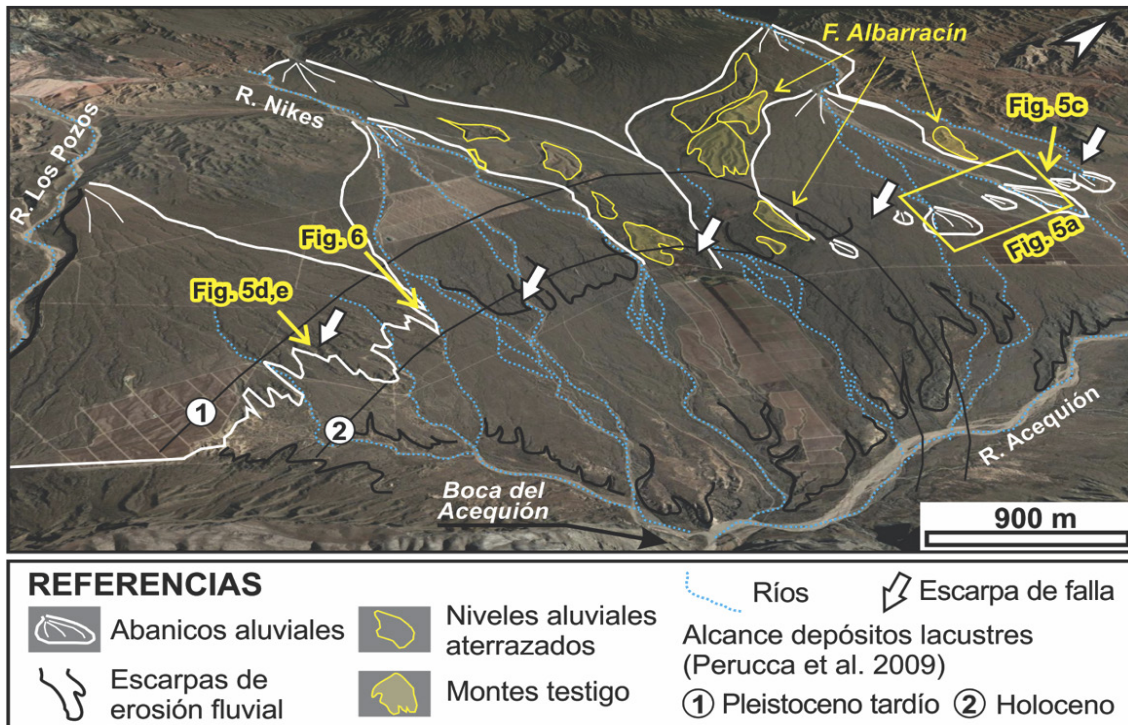 F. Albarracín
Fig. 5c
R. Nikes
R. Los Pozos
Fig. 5a
Fig. 6
Fig. 5d,e
1
2
R. Acequión
Boca del
Acequión
900 m
REFERENCIAS
Abanicos aluviales
Escarpas de
erosión fluvial
Niveles aluviales
aterrazados
Montes testigo
Ríos
Escarpa de falla
Alcance depósitos lacustres
(Perucca et al. 2009)
1 Pleistoceno tardío 2 Holoceno